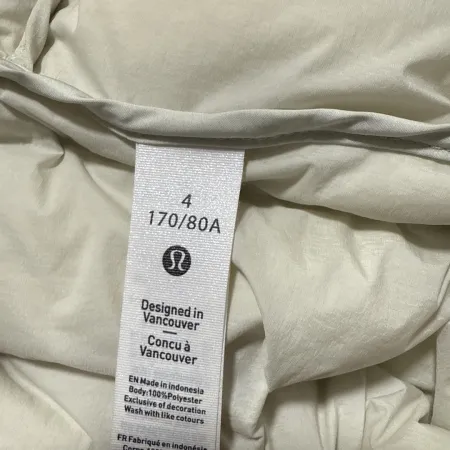 4
170/80A
Designed in
Vancouver
Concu à
Vancouver
EN Made in indonesia
Body:100%Polyester
Exclusive of decoration
Wash with like colours
FR Fabriqué en indonésie